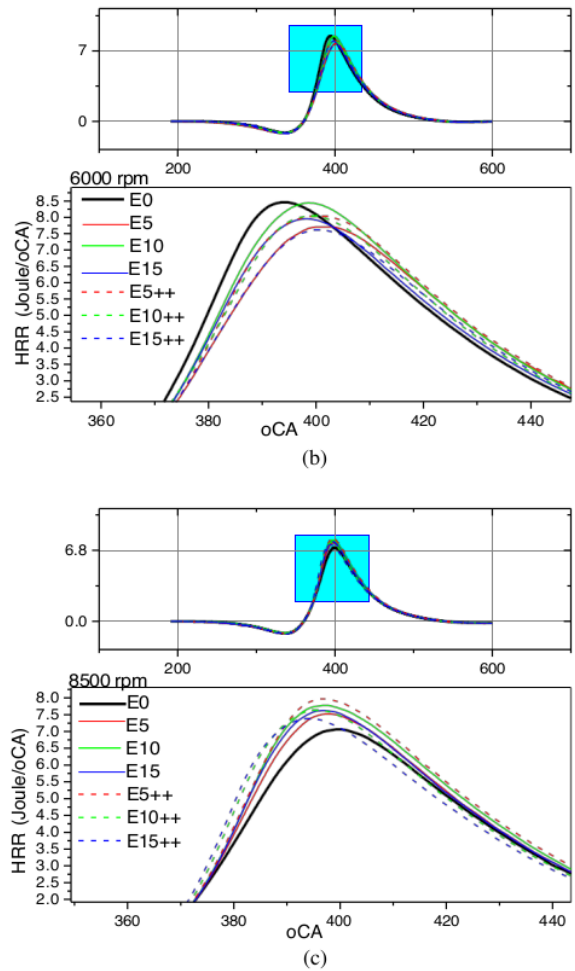 7
0
200 400 600
6000 rpm
8.5
8.0
7.5
7.0
6.5
6.0
5.5
5.0
4.5
4.0
3.5
3.0
2.5
HRR (Joule/oCA)
E0
E5
E10
E15
E5++
E10++
E15++
360 380 400 420 440
oCA
(b)
6.8
0.0
200 400 600
8500 rpm
8.0
7.5
7.0
6.5
6.0
5.5
5.0
4.5
4.0
3.5
3.0
2.5
2.0
HRR (Joule/oCA)
E0
E5
E10
E15
E5++
E10++
E15++
360 380 400 420 440
oCA
(c)